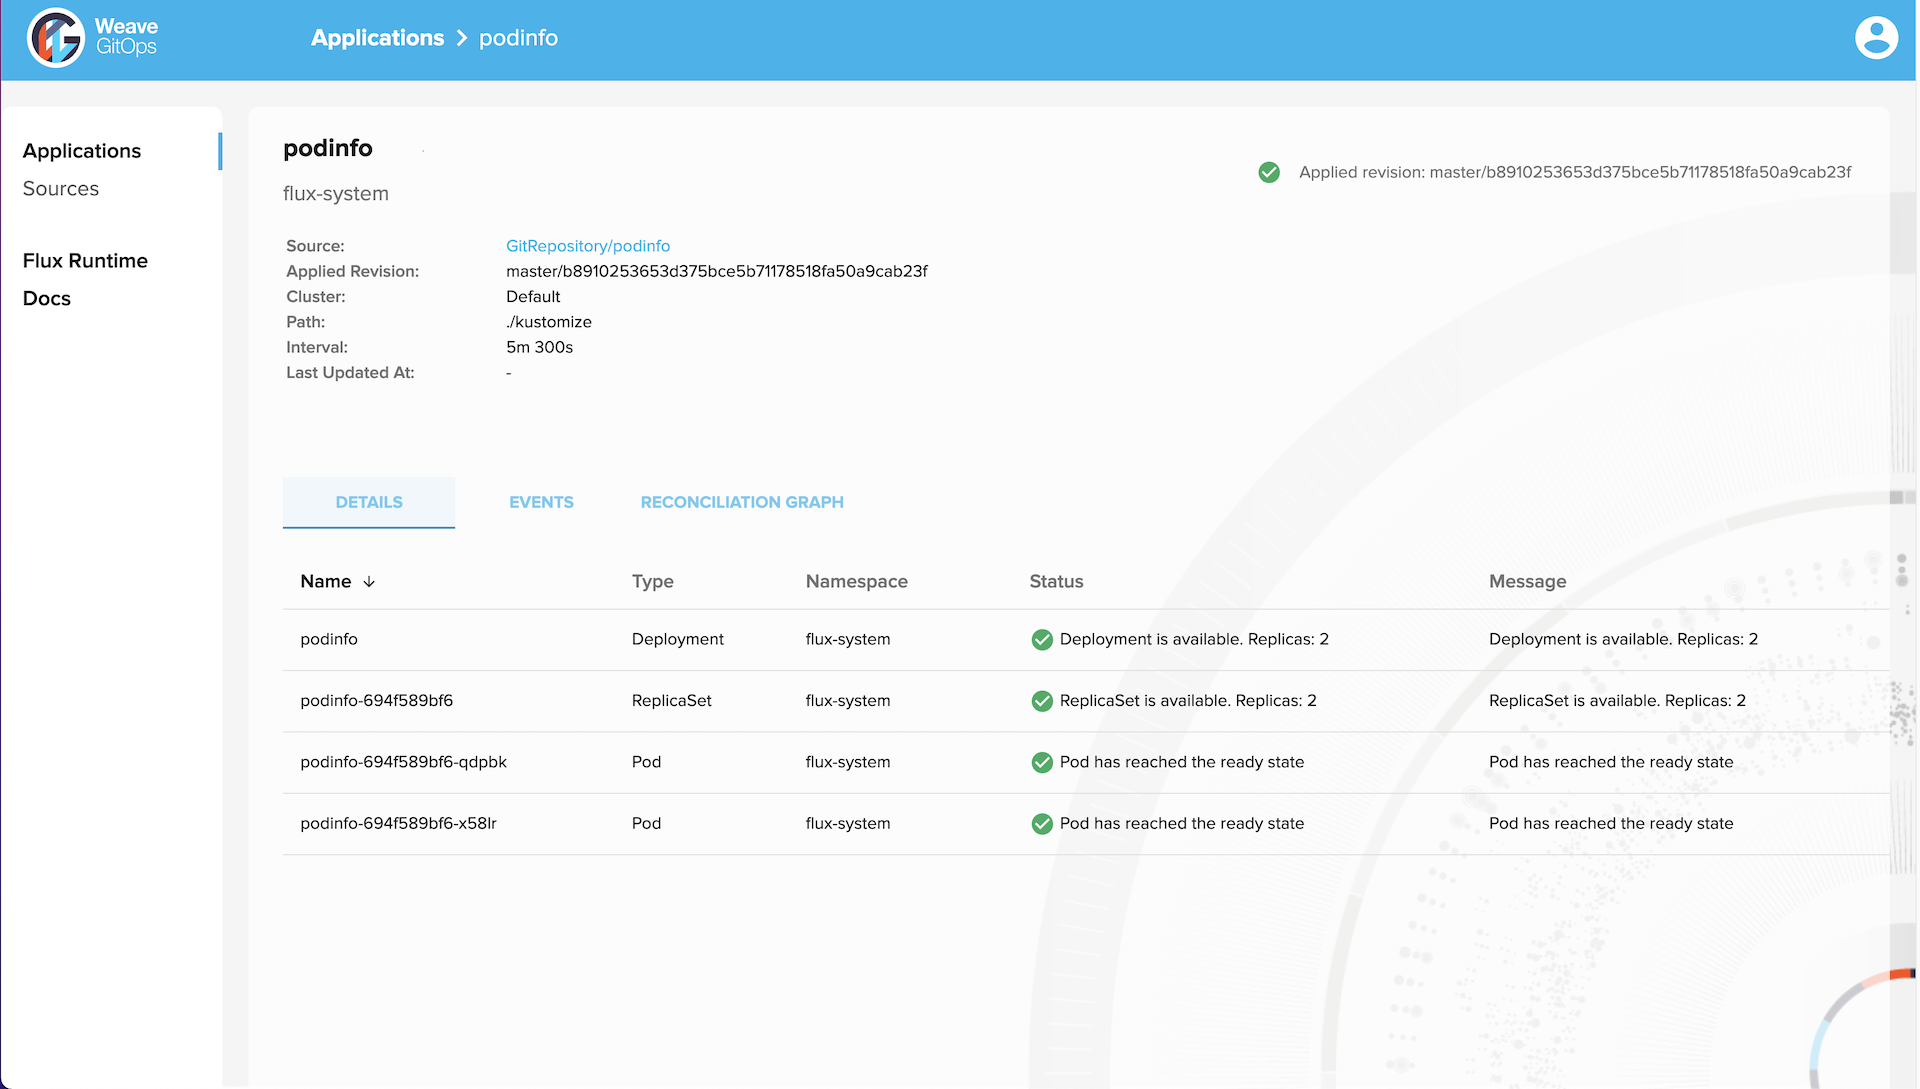 Weave
GitOps
Applications > podinfo
Applications
Sources
Flux Runtime
Docs
podinfo
flux-system
Applied revision: master/b8910253653d375bce5b71178518fa50a9cab23f
Source: GitRepository/podinfo
Applied Revision: master/b8910253653d375bce5b71178518fa50a9cab23f
Cluster: Default
Path: ./kustomize
Interval: 5m 300s
Last Updated At: -
DETAILS EVENTS RECONCILIATION GRAPH
Name ↓ Type Namespace Status Message
podinfo Deployment flux-system Deployment is available. Replicas: 2 Deployment is available. Replicas: 2
podinfo-694f589bf6 ReplicaSet flux-system ReplicaSet is available. Replicas: 2 ReplicaSet is available. Replicas: 2
podinfo-694f589bf6-qdpbk Pod flux-system Pod has reached the ready state Pod has reached the ready state
podinfo-694f589bf6-x58lr Pod flux-system Pod has reached the ready state Pod has reached the ready state